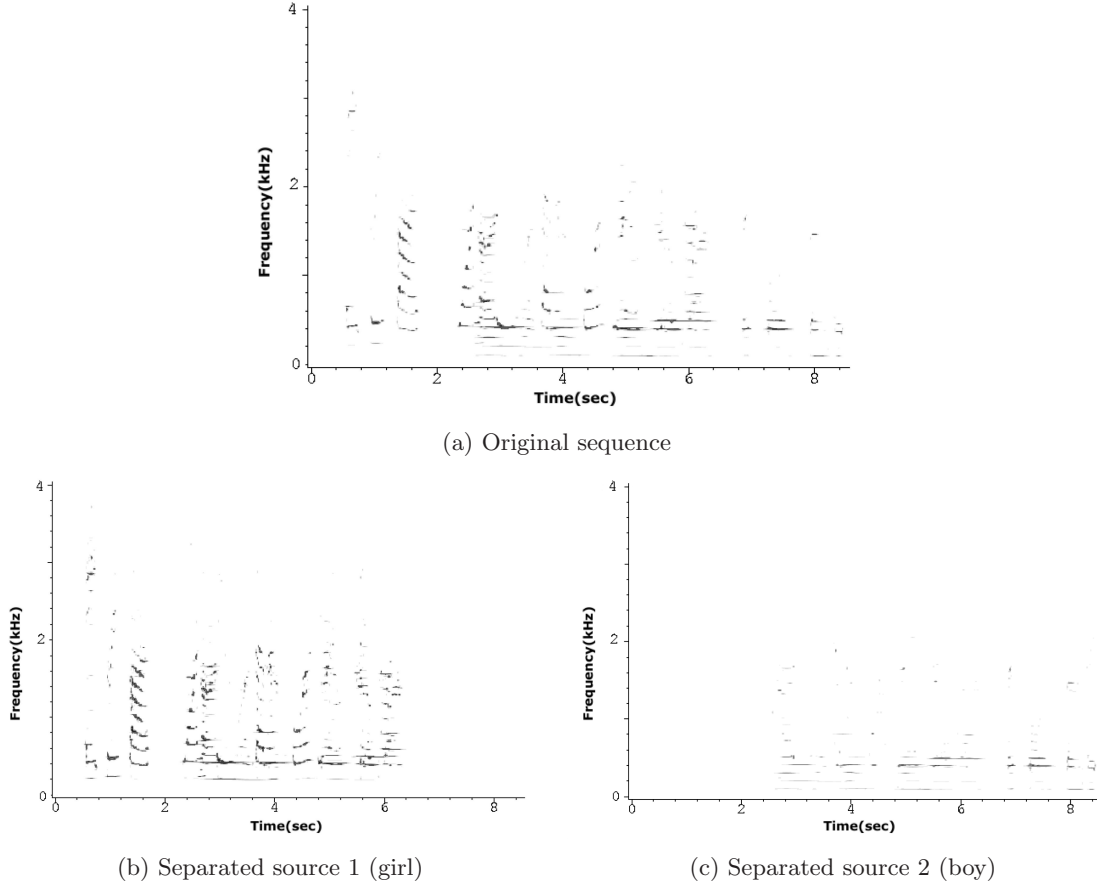 4
2
0
Frequency(kHz)
0 2 4 6 8
Time(sec)
(a) Original sequence
4
2
0
Frequency(kHz)
0 2 4 6 8
Time(sec)
(b) Separated source 1 (girl)
4
2
0
Frequency(kHz)
0 2 4 6 8
Time(sec)
(c) Separated source 2 (boy)